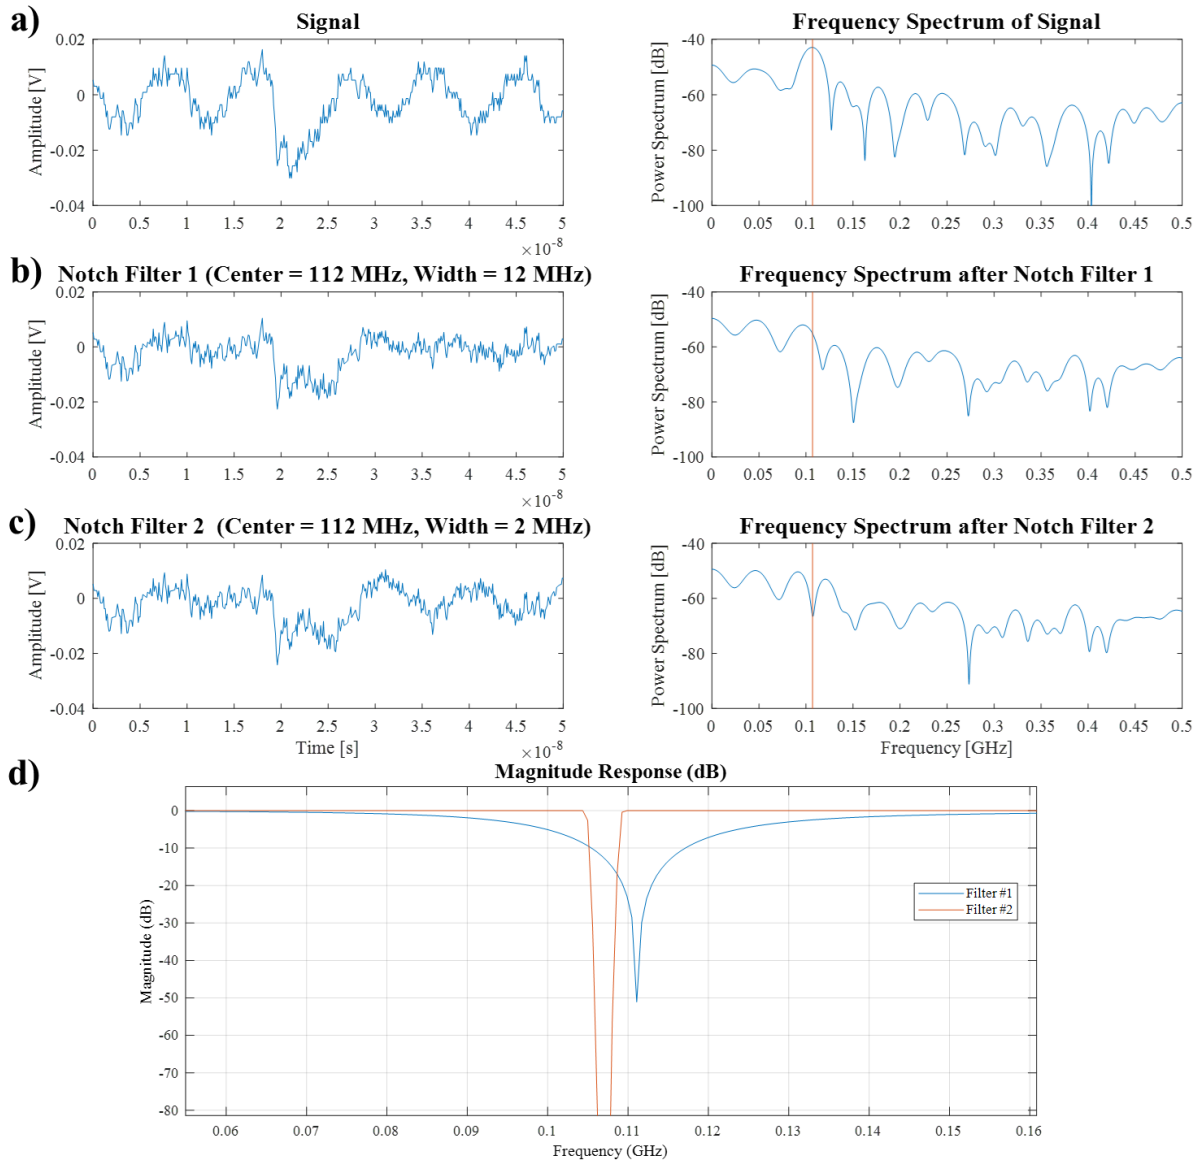 a)
Signal
Frequency Spectrum of Signal
0.02
0
-0.02
-0.04
Amplitude [V]
0 0.5 1 1.5 2 2.5 3 3.5 4 4.5 5
×10-8
-40
-60
-80
-100
Power Spectrum [dB]
0 0.05 0.1 0.15 0.2 0.25 0.3 0.35 0.4 0.45 0.5
b)
Notch Filter 1 (Center = 112 MHz, Width = 12 MHz)
Frequency Spectrum after Notch Filter 1
0.02
0
-0.02
-0.04
Amplitude [V]
0 0.5 1 1.5 2 2.5 3 3.5 4 4.5 5
×10-8
-40
-60
-80
-100
Power Spectrum [dB]
0 0.05 0.1 0.15 0.2 0.25 0.3 0.35 0.4 0.45 0.5
c)
Notch Filter 2 (Center = 112 MHz, Width = 2 MHz)
Frequency Spectrum after Notch Filter 2
0.02
0
-0.02
-0.04
Amplitude [V]
0 0.5 1 1.5 2 2.5 3 3.5 4 4.5 5
Time [s]
×10-8
-40
-60
-80
-100
Power Spectrum [dB]
0 0.05 0.1 0.15 0.2 0.25 0.3 0.35 0.4 0.45 0.5
Frequency [GHz]
d)
Magnitude Response (dB)
0
-10
-20
-30
-40
-50
-60
-70
-80
Magnitude (dB)
Filter #1
Filter #2
0.06 0.07 0.08 0.09 0.1 0.11 0.12 0.13 0.14 0.15 0.16
Frequency (GHz)